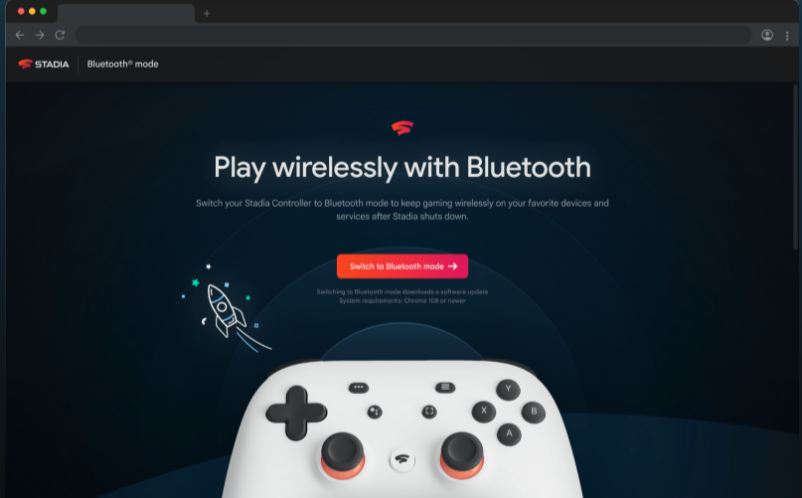 STADIA
Bluetooth® mode
Play wirelessly with Bluetooth
Switch your Stadia Controller to Bluetooth mode to keep gaming wirelessly on your favorite devices and
services after Stadia shuts down.
Switch to Bluetooth mode →
Switching to Bluetooth mode downloads a software update
System requirements: Chrome 108 or newer
Y
X
B
A